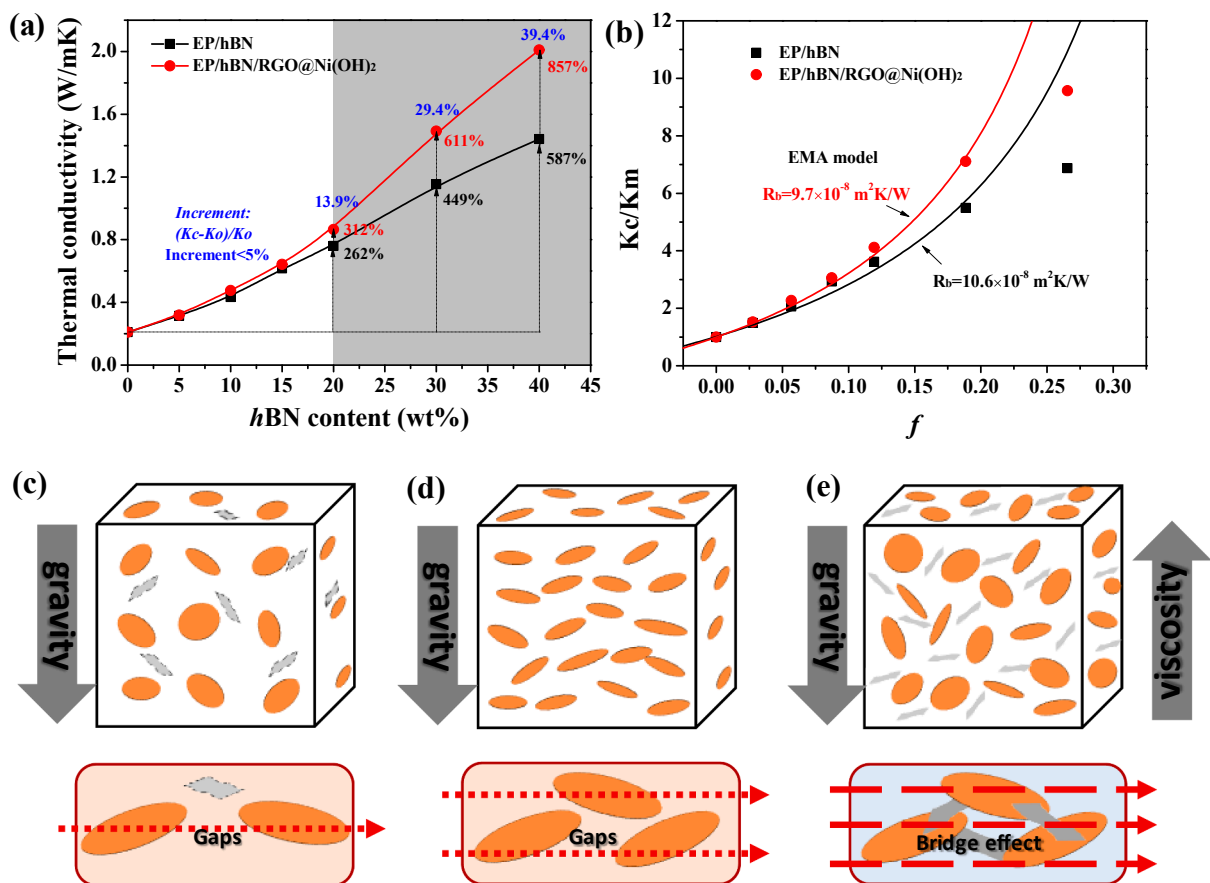 (a)
Thermal conductivity (W/mK)
2.0
1.6
1.2
0.8
0.4
0.0
EP/hBN
EP/hBN/RGO@Ni(OH)₂
39.4%
857%
29.4%
611%
587%
13.9%
449%
Increment:
(Kc-Ko)/Ko
Increment<5%
312%
262%
0 5 10 15 20 25 30 35 40 45
hBN content (wt%)
(b)
Kc/Km
12
10
8
6
4
2
0
EP/hBN
EP/hBN/RGO@Ni(OH)₂
EMA model
R_b=9.7×10⁻⁸ m²K/W
R_b=10.6×10⁻⁸ m²K/W
0.00 0.05 0.10 0.15 0.20 0.25 0.30
f
(c)
gravity
Gaps
(d)
gravity
Gaps
(e)
gravity
viscosity
Bridge effect